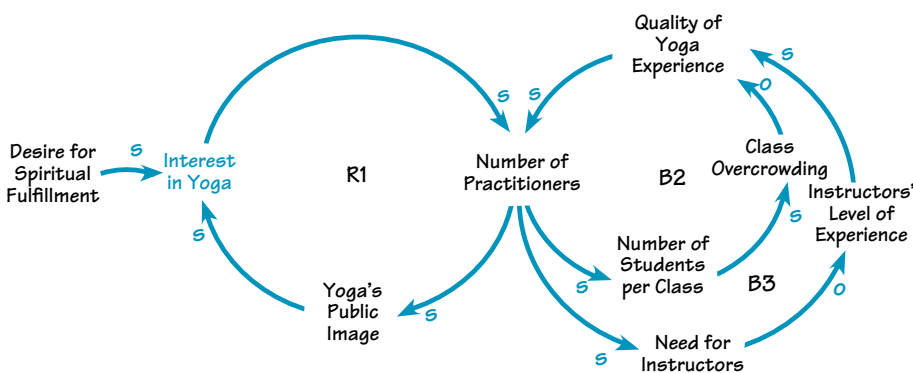 Desire for
Spiritual
Fulfillment
s
Interest
in Yoga
s
R1
s
Yoga's
Public
Image
s
Number of
Practitioners
s
Quality of
Yoga
Experience
s
o
B2
Class
Overcrowding
s
Instructors'
Level of
Experience
Number of
Students
per Class
s
B3
o
Need for
Instructors
s